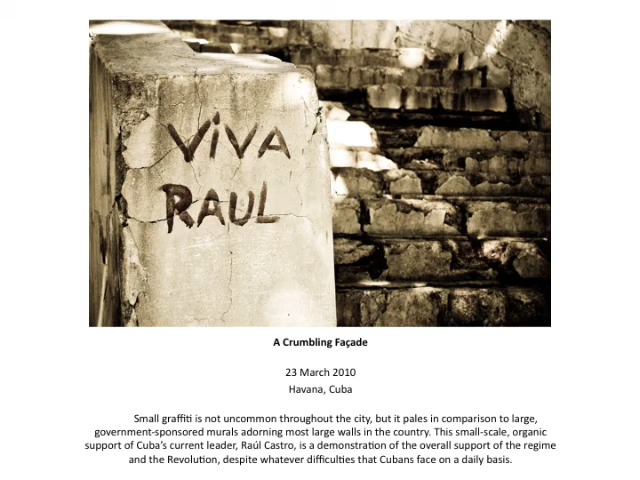 VIVA
RAUL
A Crumbling Façade
23 March 2010
Havana, Cuba
Small graffiti is not uncommon throughout the city, but it pales in comparison to large,
government-sponsored murals adorning most large walls in the country. This small-scale, organic
support of Cuba's current leader, Raúl Castro, is a demonstration of the overall support of the regime
and the Revolution, despite whatever difficulties that Cubans face on a daily basis.